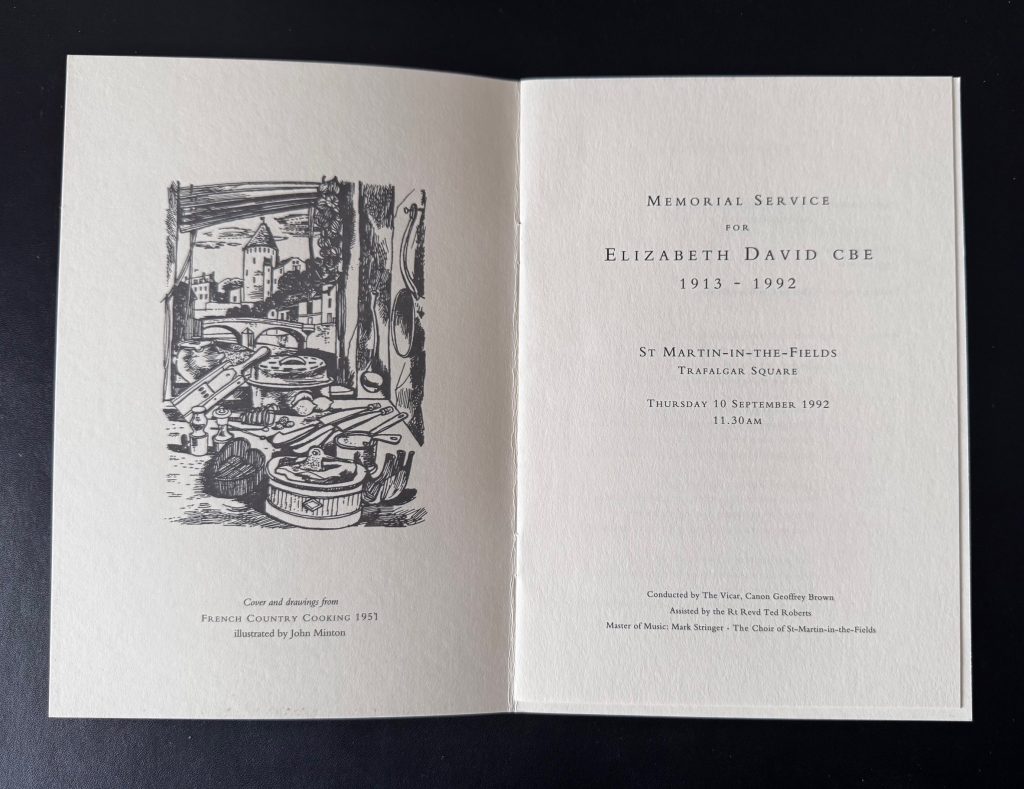 Cover and drawings from
FRENCH COUNTRY COOKING 1951
illustrated by John Minton
MEMORIAL SERVICE
FOR
ELIZABETH DAVID CBE
1913 - 1992
ST MARTIN-IN-THE-FIELDS
TRAFALGAR SQUARE
THURSDAY 10 SEPTEMBER 1992
11.30AM
Conducted by The Vicar, Canon Geoffrey Brown
Assisted by the Rt Revd Ted Roberts
Master of Music: Mark Stringer · The Choir of St-Martin-in-the-Fields